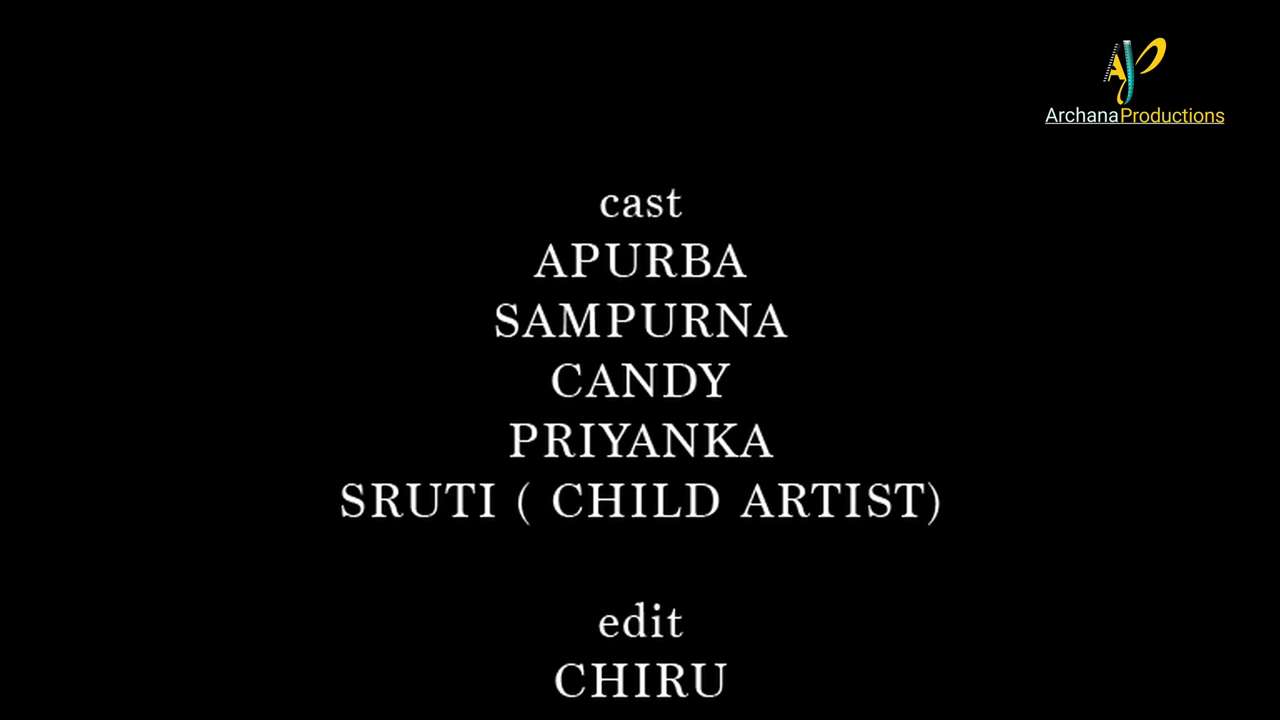 ArchanaProductions
cast
APURBA
SAMPURNA
CANDY
PRIYANKA
SRUTI ( CHILD ARTIST)
edit
CHIRU